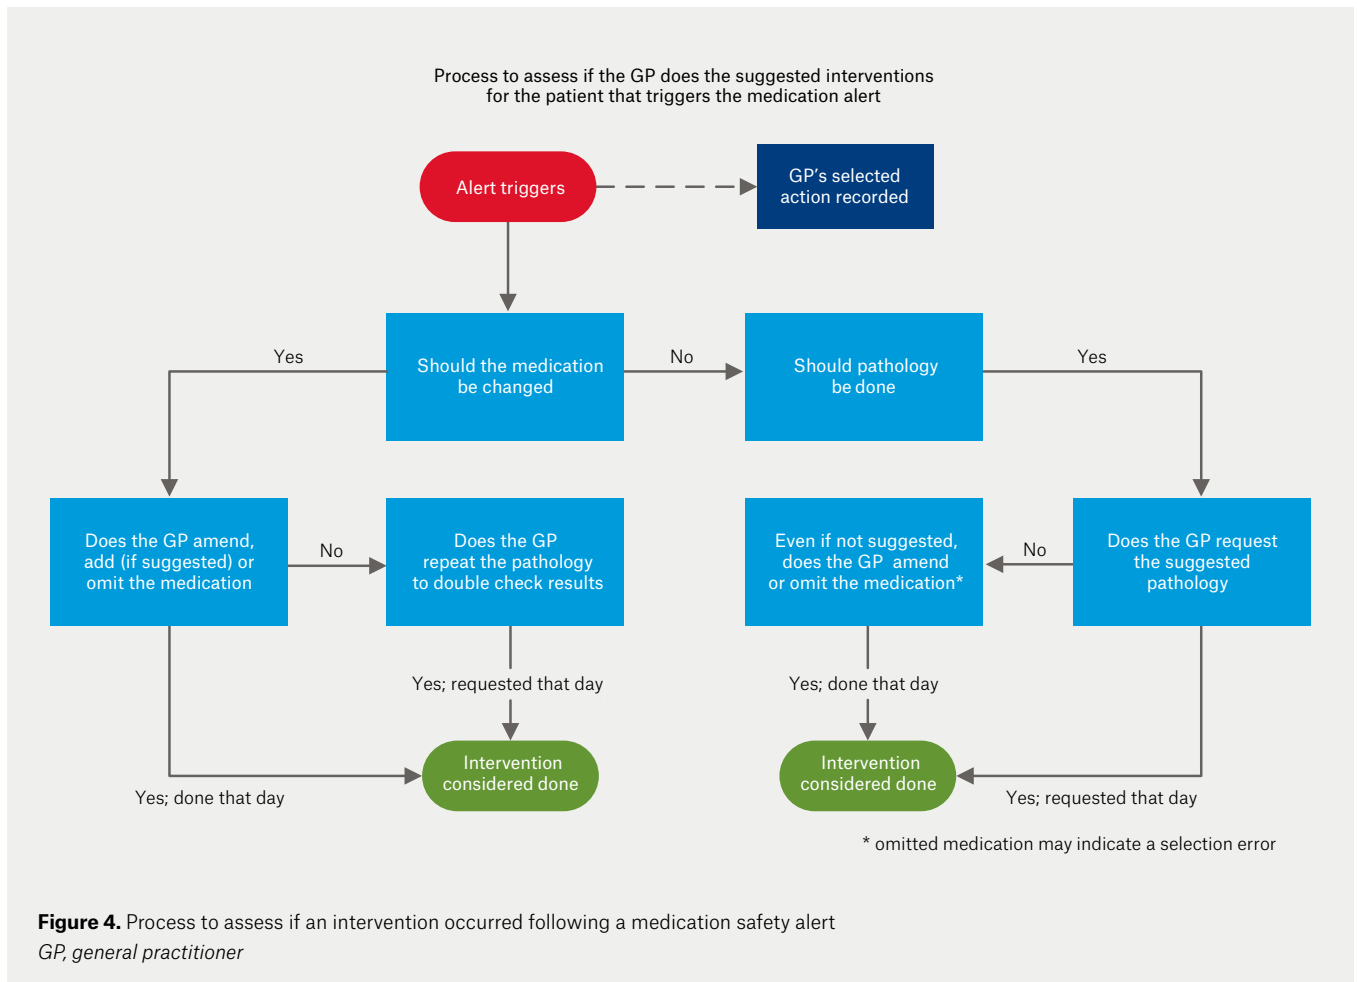 Process to assess if the GP does the suggested interventions
for the patient that triggers the medication alert
Alert triggers
GP’s selected
action recorded
Should the medication
be changed
Yes
No
Should pathology
be done
Yes
Does the GP amend,
add (if suggested) or
omit the medication
No
Does the GP
repeat the pathology
to double check results
Even if not suggested,
does the GP amend
or omit the medication*
No
Does the GP request
the suggested
pathology
Yes; requested that day
Yes; done that day
Intervention
considered done
Intervention
considered done
Yes; done that day
Yes; requested that day
* omitted medication may indicate a selection error
Figure 4. Process to assess if an intervention occurred following a medication safety alert
GP, general practitioner